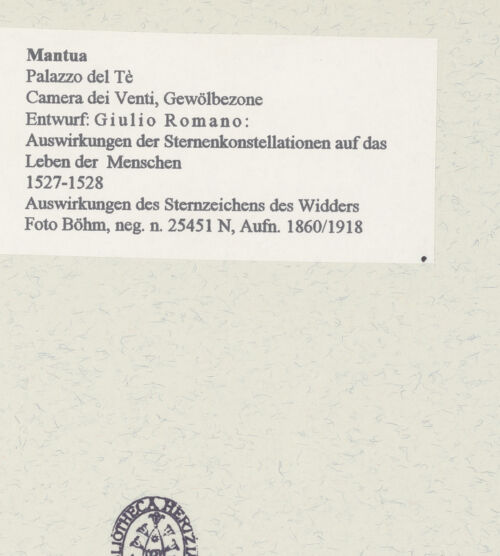 Mantua
Palazzo del Tè
Camera dei Venti, Gewölbezone
Entwurf: Giulio Romano:
Auswirkungen der Sternenkonstellationen auf das
Leben der Menschen
1527-1528
Auswirkungen des Sternzeichens des Widders
Foto Böhm, neg. n. 25451 N, Aufn. 1860/1918